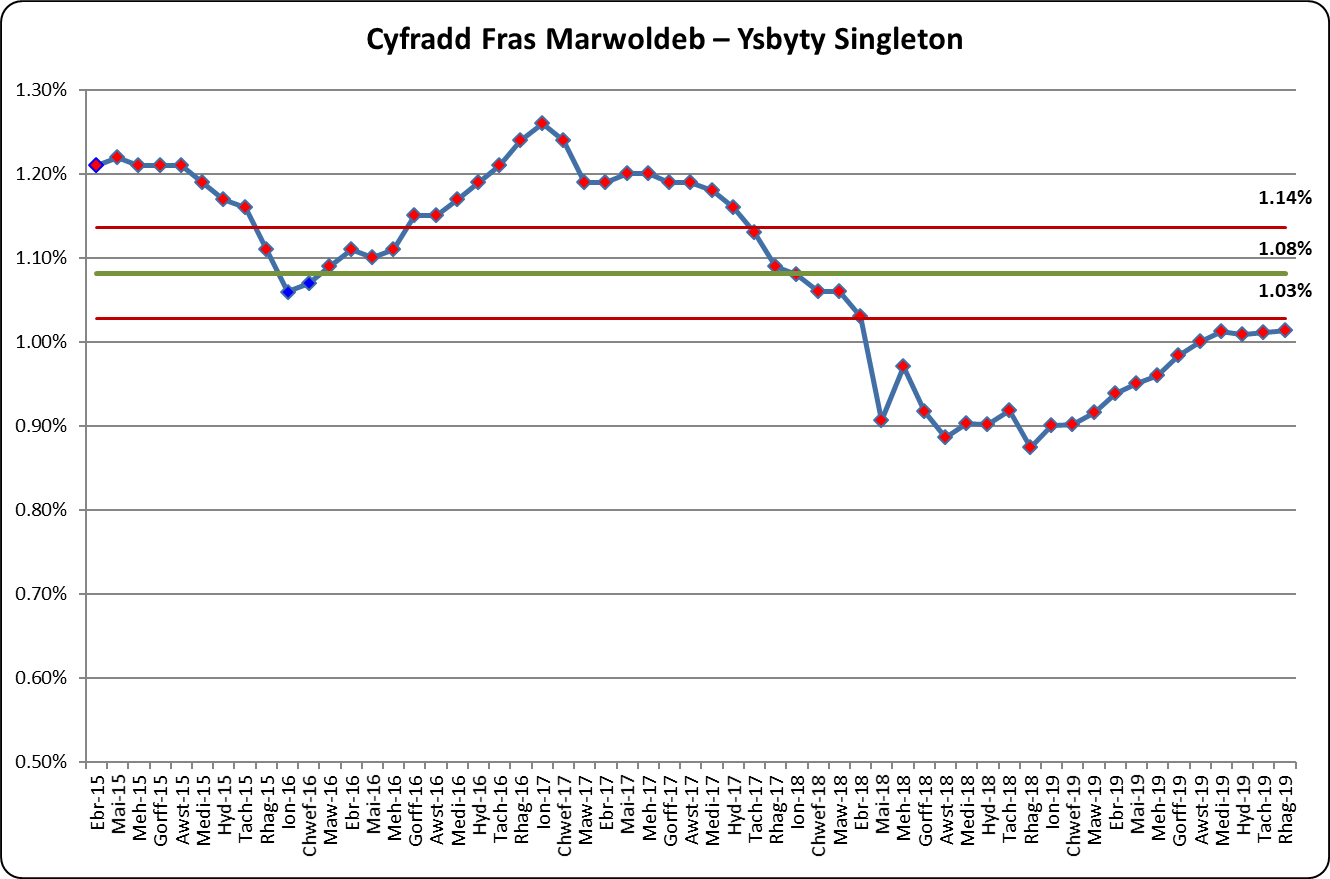 Cyfradd Fras Marwoldeb – Ysbyty Singleton
1.30%
1.20%
1.10%
1.00%
0.90%
0.80%
0.70%
0.60%
0.50%
1.14%
1.08%
1.03%
Ebr-15
Mai-15
Meh-15
Gorff-15
Awst-15
Medi-15
Hyd-15
Tach-15
Rhag-15
Ion-16
Chwef-16
Maw-16
Ebr-16
Mai-16
Meh-16
Gorff-16
Awst-16
Medi-16
Hyd-16
Tach-16
Rhag-16
Ion-17
Chwef-17
Maw-17
Ebr-17
Mai-17
Meh-17
Gorff-17
Awst-17
Medi-17
Hyd-17
Tach-17
Rhag-17
Ion-18
Chwef-18
Maw-18
Ebr-18
Mai-18
Meh-18
Gorff-18
Awst-18
Medi-18
Hyd-18
Tach-18
Rhag-18
Ion-19
Chwef-19
Maw-19
Ebr-19
Mai-19
Meh-19
Gorff-19
Awst-19
Medi-19
Hyd-19
Tach-19
Rhag-19